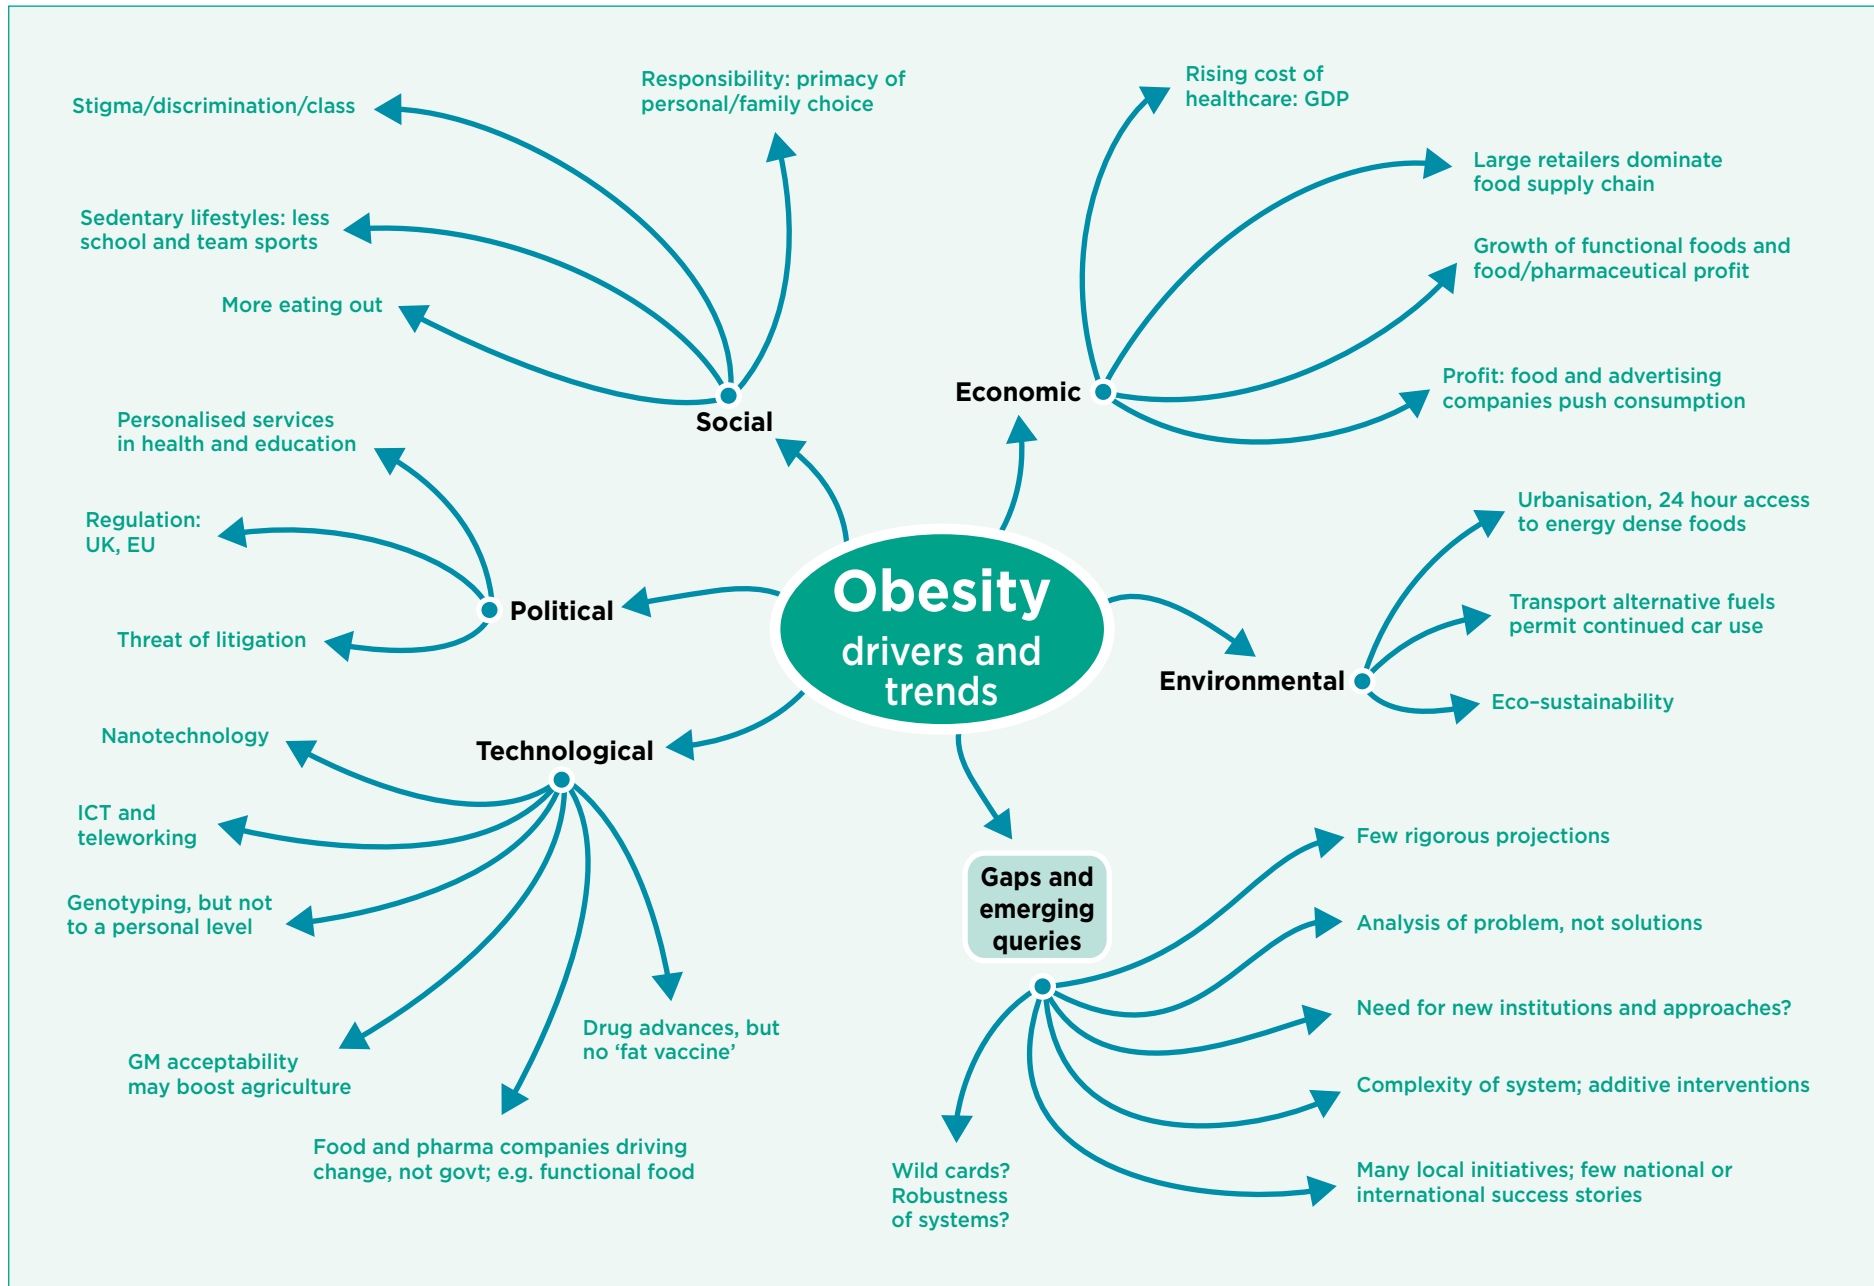 Obesity
drivers and
trends
Social
Stigma/discrimination/class
Responsibility: primacy of
personal/family choice
Sedentary lifestyles: less
school and team sports
More eating out
Economic
Rising cost of
healthcare: GDP
Large retailers dominate
food supply chain
Growth of functional foods and
food/pharmaceutical profit
Profit: food and advertising
companies push consumption
Political
Personalised services
in health and education
Regulation:
UK, EU
Threat of litigation
Environmental
Urbanisation, 24 hour access
to energy dense foods
Transport alternative fuels
permit continued car use
Eco–sustainability
Technological
Nanotechnology
ICT and
teleworking
Genotyping, but not
to a personal level
GM acceptability
may boost agriculture
Food and pharma companies driving
change, not govt; e.g. functional food
Drug advances, but
no ‘fat vaccine’
Gaps and
emerging
queries
Few rigorous projections
Analysis of problem, not solutions
Need for new institutions and approaches?
Complexity of system; additive interventions
Many local initiatives; few national or
international success stories
Wild cards?
Robustness
of systems?